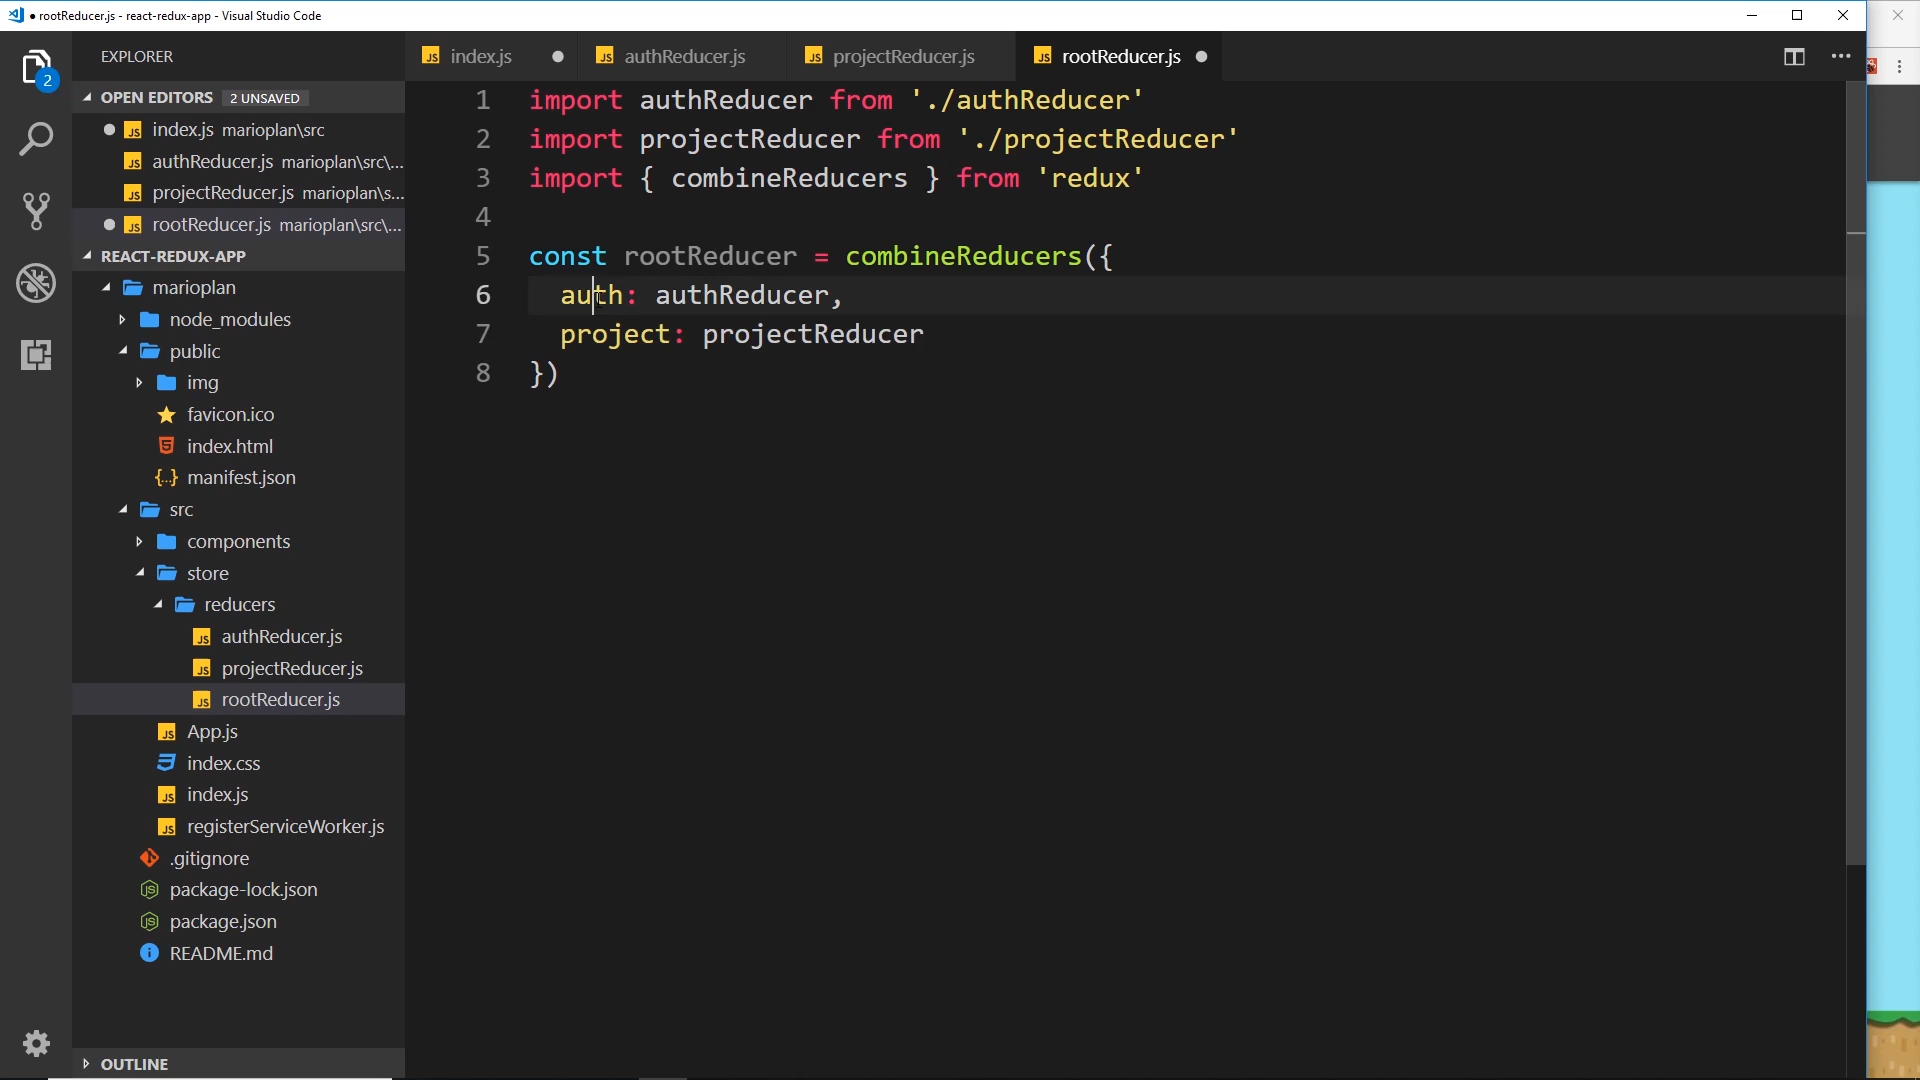 rootReducer.js - react-redux-app - Visual Studio Code
EXPLORER
OPEN EDITORS 2 UNSAVED
index.js marioplan\src
authReducer.js marioplan\src\...
projectReducer.js marioplan\s...
rootReducer.js marioplan\src\...
REACT-REDUX-APP
marioplan
node_modules
public
img
favicon.ico
index.html
manifest.json
src
components
store
reducers
authReducer.js
projectReducer.js
rootReducer.js
App.js
index.css
index.js
registerServiceWorker.js
.gitignore
package-lock.json
package.json
README.md
OUTLINE
2
index.js authReducer.js projectReducer.js rootReducer.js
1 import authReducer from './authReducer'
2 import projectReducer from './projectReducer'
3 import { combineReducers } from 'redux'
4
5 const rootReducer = combineReducers({
6 auth: authReducer,
7 project: projectReducer
8 })